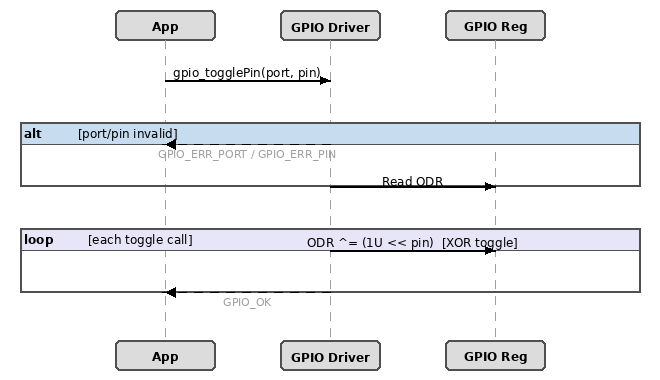 App
GPIO Driver
GPIO Reg
gpio_togglePin(port, pin)
alt [port/pin invalid]
GPIO_ERR_PORT / GPIO_ERR_PIN
Read ODR
loop [each toggle call]
ODR ^= (1U << pin)  [XOR toggle]
GPIO_OK
App
GPIO Driver
GPIO Reg